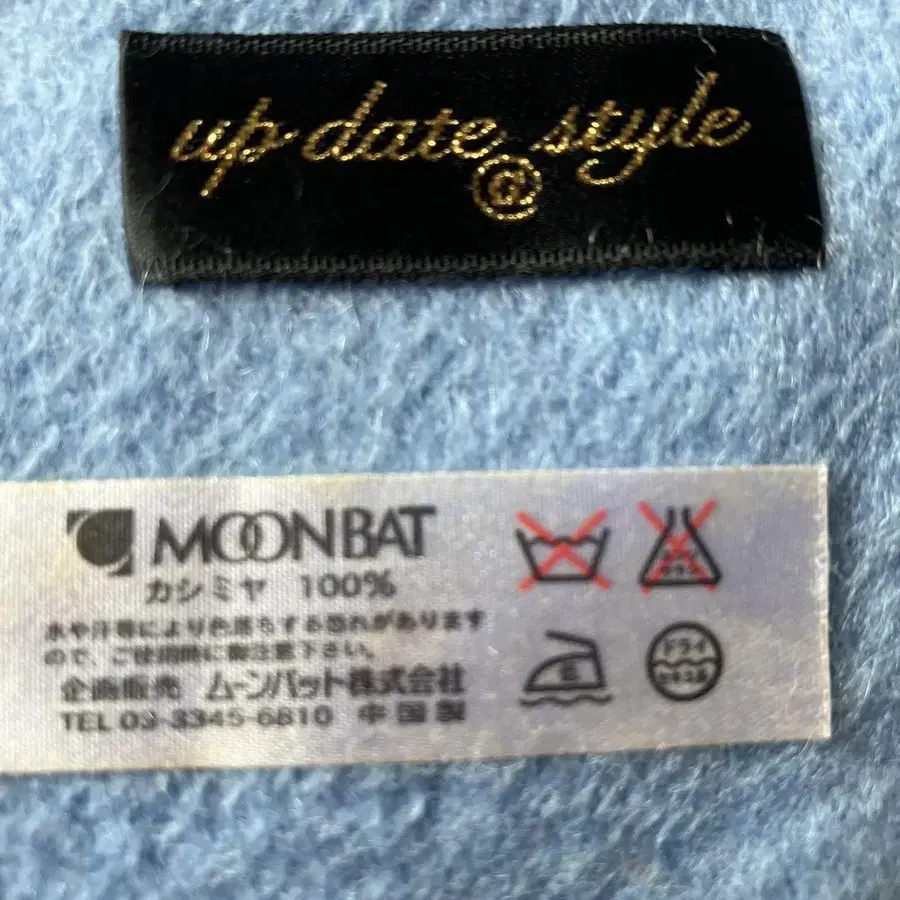 up date style
MOONBAT
カシミヤ 100%
水や汗等により色落ちする恐れがあります
ので、ご使用時に御注意下さい。
企画販売 ムーンバット株式会社
TEL 03-3345-6810 中国製
ドライ